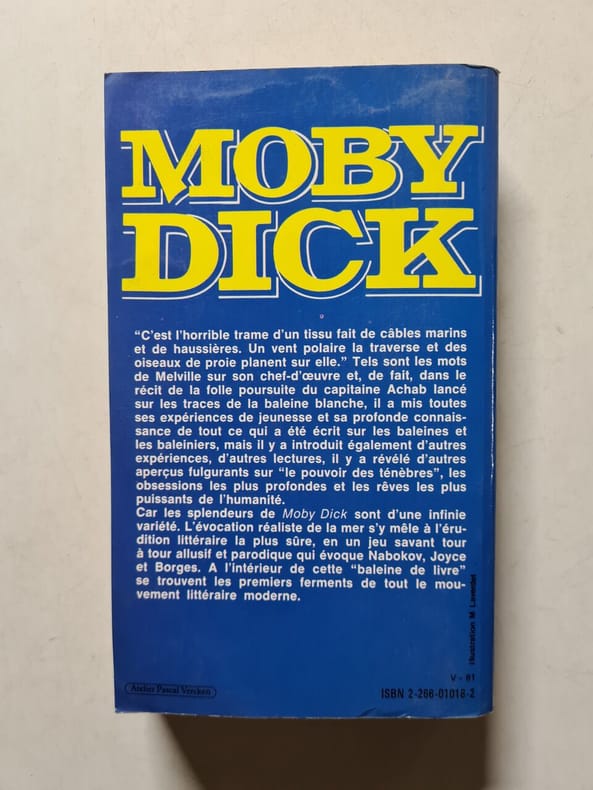 MOBY
DICK
“C’est l’horrible trame d’un tissu fait de câbles marins
et de haussières. Un vent polaire la traverse et des
oiseaux de proie planent sur elle.” Tels sont les mots
de Melville sur son chef-d’œuvre et, de fait, dans le
récit de la folle poursuite du capitaine Achab lancé
sur les traces de la baleine blanche, il a mis toutes
ses expériences de jeunesse et sa profonde connais-
sance de tout ce qui a été écrit sur les baleines et
les baleiniers, mais il y a introduit également d’autres
expériences, d’autres lectures, il y a révélé d’autres
aperçus fulgurants sur “le pouvoir des ténèbres”, les
obsessions les plus profondes et les rêves les plus
puissants de l’humanité.
Car les splendeurs de Moby Dick sont d’une infinie
variété. L’évocation réaliste de la mer s’y mêle à l’éru-
dition littéraire la plus sûre, en un jeu savant tour
à tour allusif et parodique qui évoque Nabokov, Joyce
et Borges. A l’intérieur de cette “baleine de livre”
se trouvent les premiers ferments de tout le mou-
vement littéraire moderne.
Illustration M
V - 81
Atelier Pascal Vercken
ISBN 2-266-01018-2